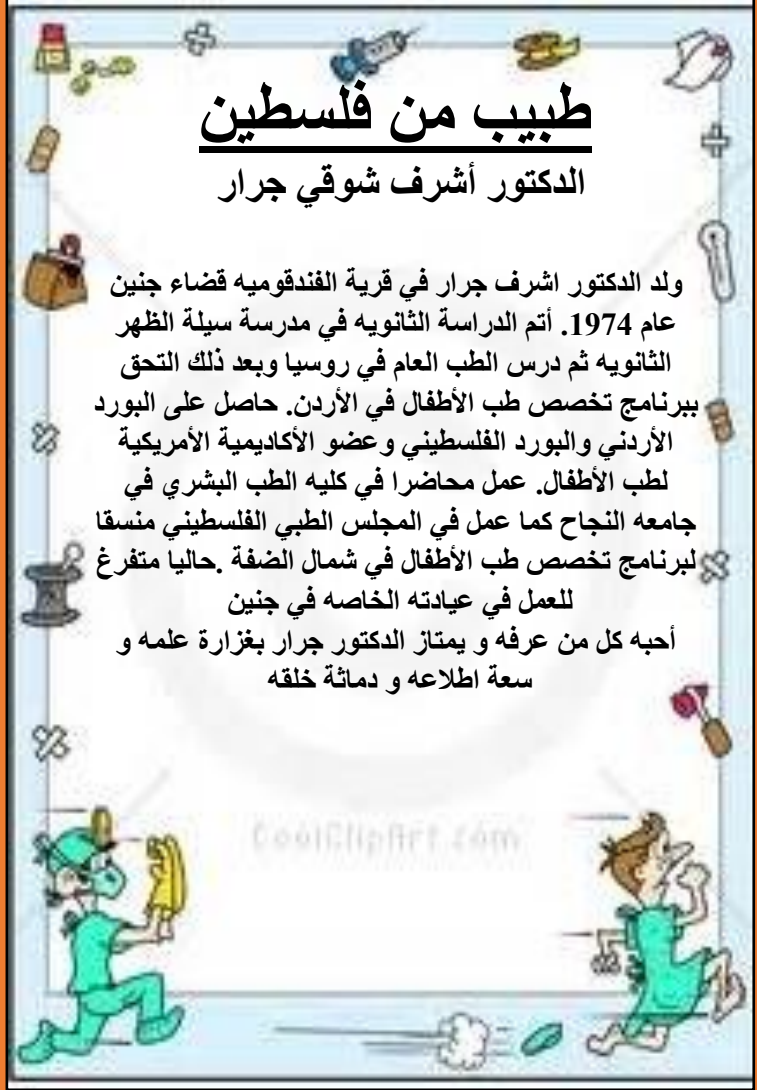 طبيب من فلسطين
الدكتور أشرف شوقي جرار
ولد الدكتور اشرف جرار في قرية الفندقوميه قضاء جنين
عام 1974. أتم الدراسة الثانويه في مدرسة سيلة الظهر
الثانويه ثم درس الطب العام في روسيا وبعد ذلك التحق
ببرنامج تخصص طب الأطفال في الأردن. حاصل على البورد
الأردني والبورد الفلسطيني وعضو الأكاديمية الأمريكية
لطب الأطفال. عمل محاضرا في كليه الطب البشري في
جامعه النجاح كما عمل في المجلس الطبي الفلسطيني منسقا
لبرنامج تخصص طب الأطفال في شمال الضفة .حاليا متفرغ
للعمل في عيادته الخاصه في جنين
أحبه كل من عرفه و يمتاز الدكتور جرار بغزارة علمه و
سعة اطلاعه و دماثة خلقه
CoolClipArt.com